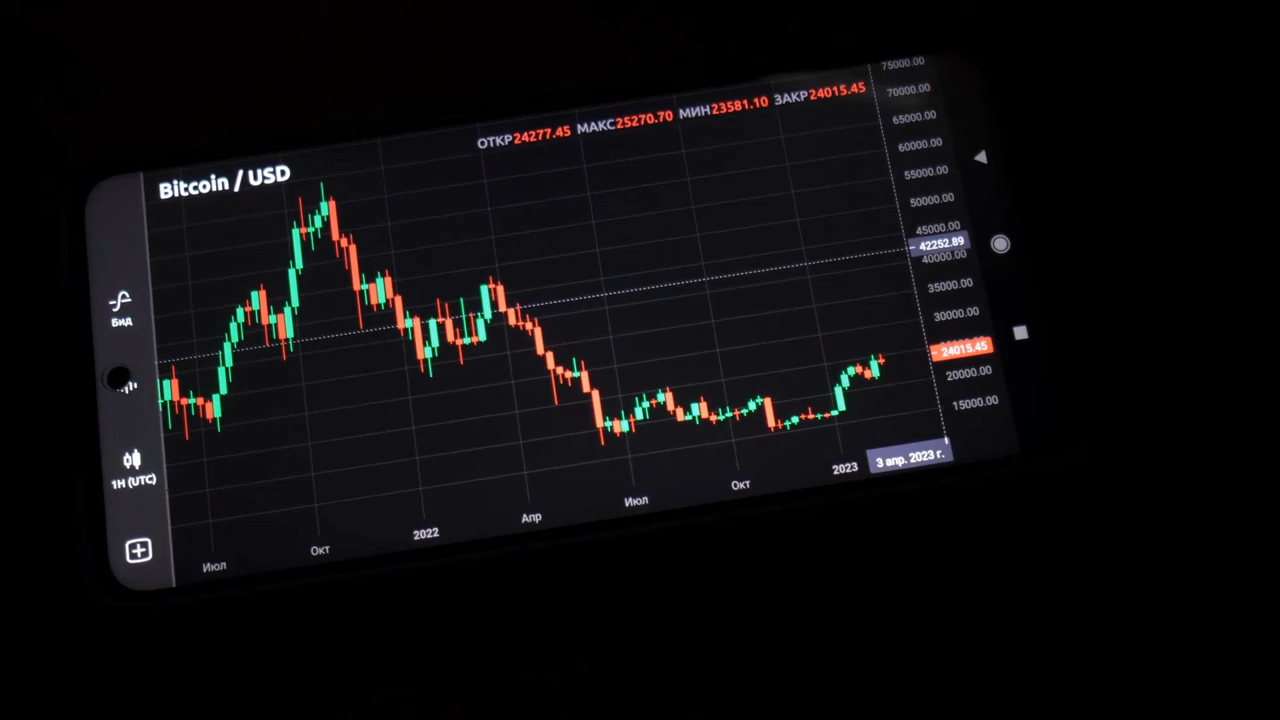 Bitcoin / USD
ОТКР24277.45 МАКС25270.70 МИН23581.10 ЗАКР24015.45
75000.00
70000.00
65000.00
60000.00
55000.00
50000.00
45000.00
42252.89
40000.00
35000.00
30000.00
24015.45
20000.00
15000.00
Бид
1Н (UTC)
Июл
Окт
2022
Апр
Июл
Окт
2023
3 апр. 2023 г.